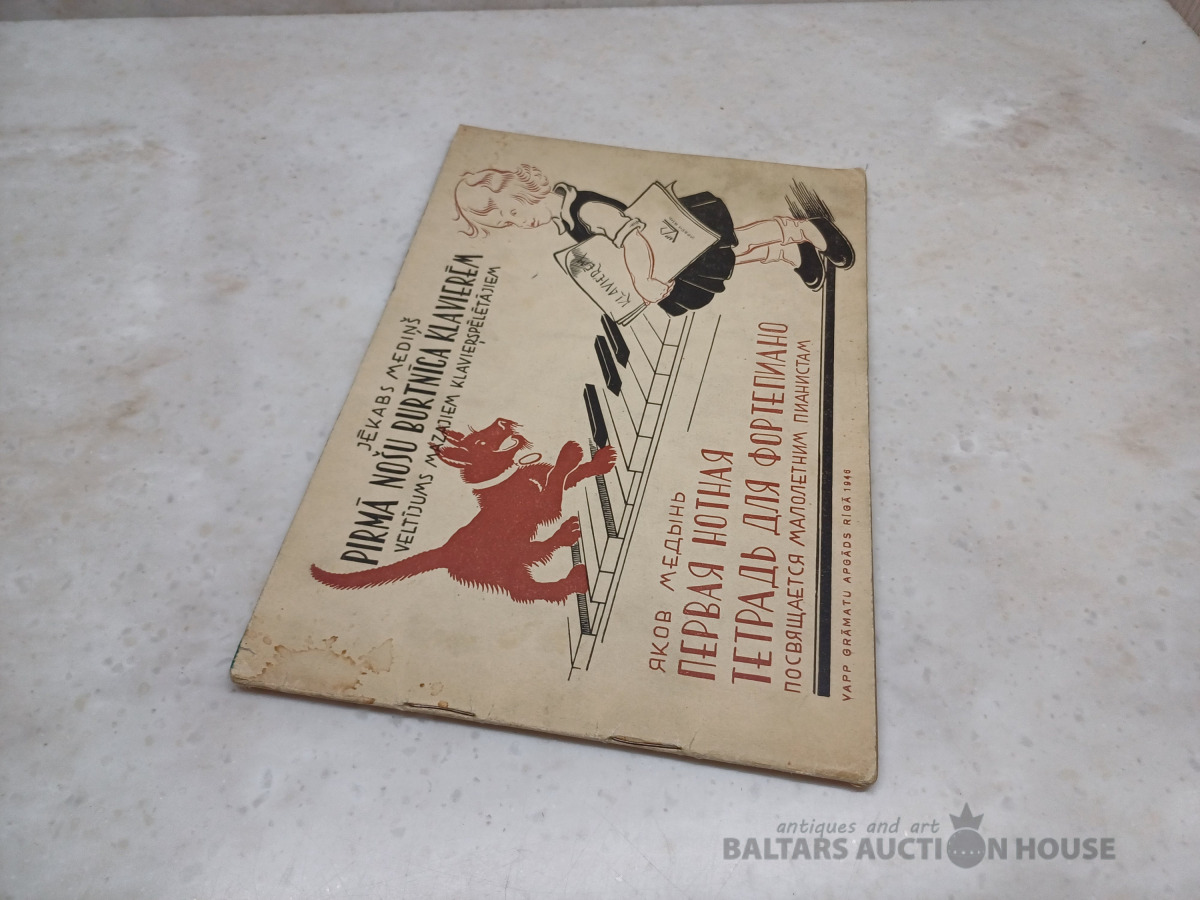 JĒKABS MEDIŅŠ
PIRMĀ NOŠU BURTNĪCA KLAVIERĒM
VELTĪJUMS MAZAJIEM KLAVIERSPĒLĒTĀJIEM
KLAVIERĒM
ЯКОВ МЕДЫНЬ
ПЕРВАЯ НОТНАЯ
ТЕТРАДЬ ДЛЯ ФОРТЕПИАНО
ПОСВЯЩАЕТСЯ МАЛОЛЕТНИМ ПИАНИСТАМ
VAPP GRĀMATU APGĀDS RĪGĀ 1946
antiques and art
BALTARS AUCTION HOUSE